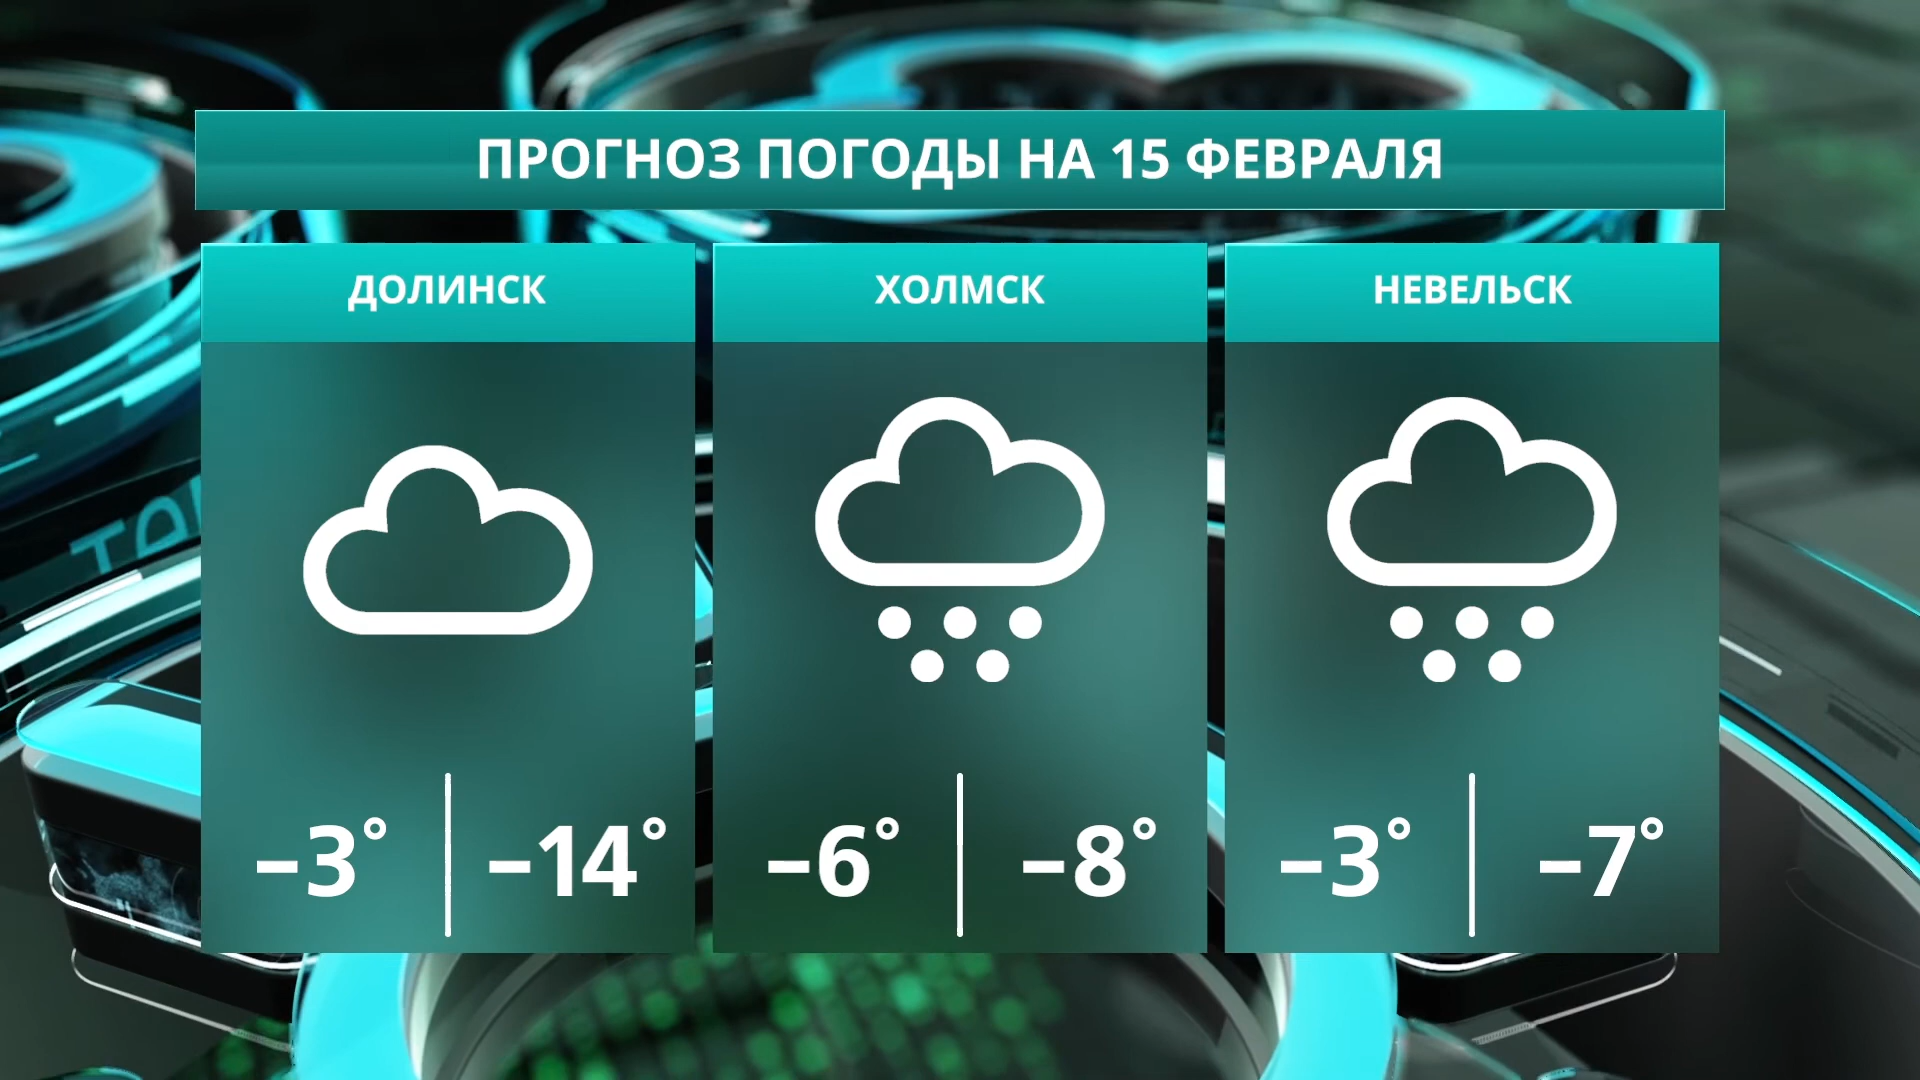 ПРОГНОЗ ПОГОДЫ НА 15 ФЕВРАЛЯ
ДОЛИНСК
ХОЛМСК
НЕВЕЛЬСК
-3° -14°
-6° -8°
-3° -7°